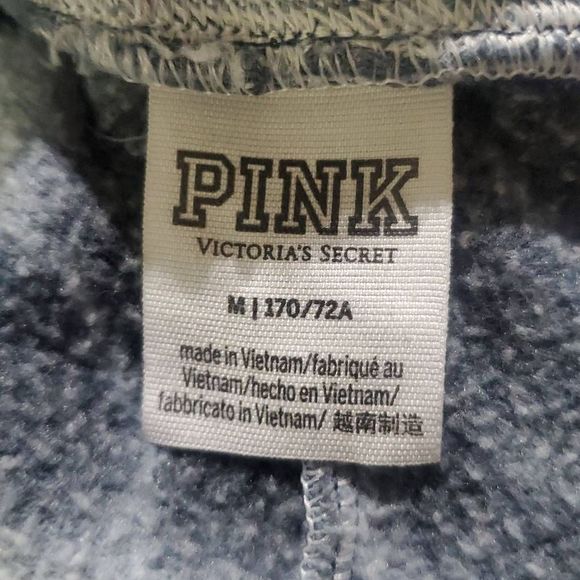 PINK
VICTORIA'S SECRET
M | 170/72A
made in Vietnam/fabriqué au
Vietnam/hecho en Vietnam/
fabbricato in Vietnam/ 越南制造